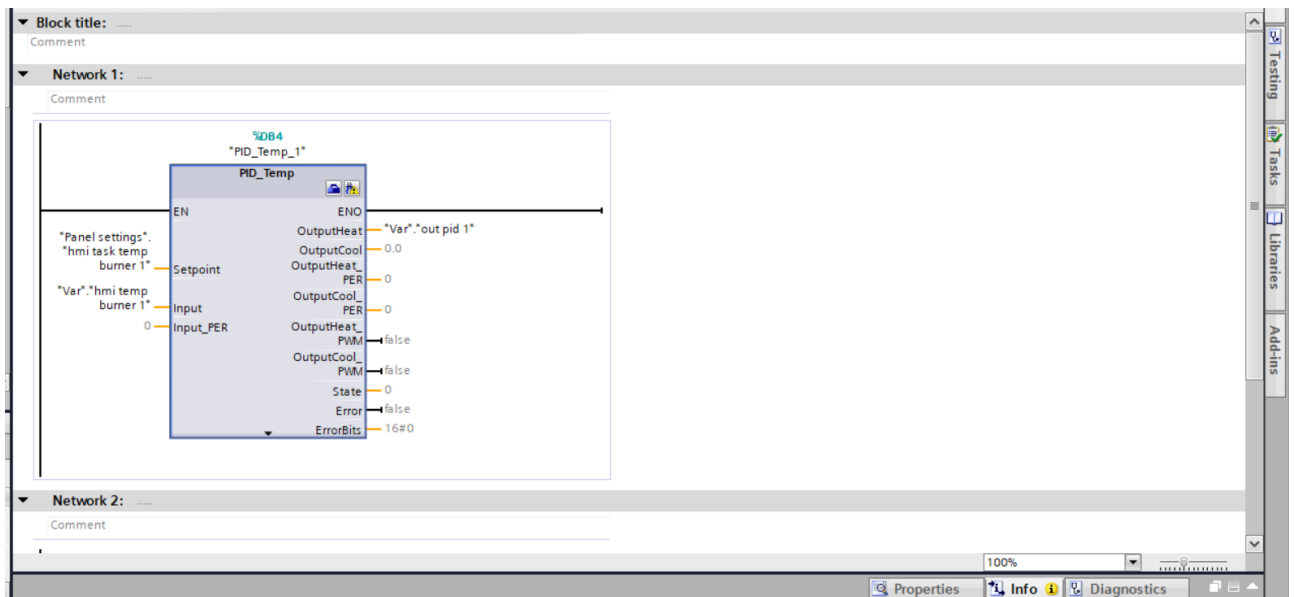 Block title: .....
Comment
Network 1: .....
Comment
%DB4
"PID_Temp_1"
PID_Temp
EN
ENO
"Panel settings".
"hmi task temp
burner 1"
Setpoint
"Var"."hmi temp
burner 1"
Input
0
Input_PER
OutputHeat
"Var"."out pid 1"
OutputCool
0.0
OutputHeat_
PER
0
OutputCool_
PER
0
OutputHeat_
PWM
false
OutputCool_
PWM
false
State
0
Error
false
ErrorBits
16#0
Network 2: .....
Comment
100%
Properties
Info
Diagnostics
Testing
Tasks
Libraries
Add-ins